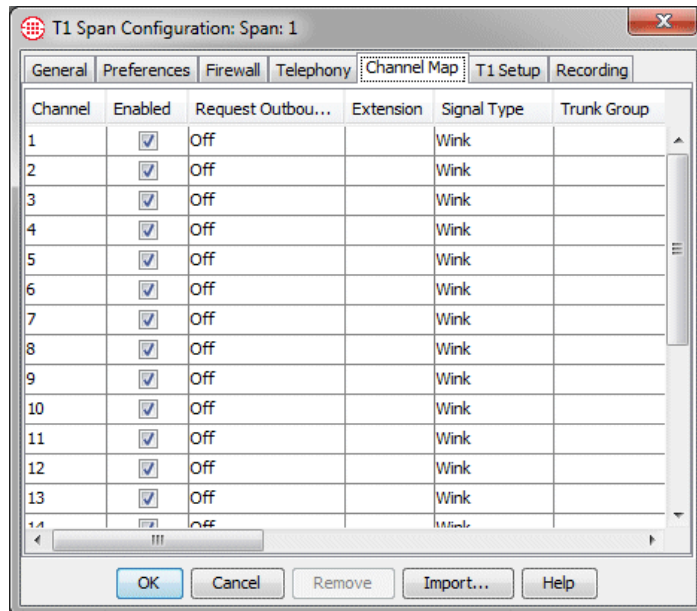 T1 Span Configuration: Span: 1
General Preferences Firewall Telephony Channel Map T1 Setup Recording
Channel Enabled Request Outbou... Extension Signal Type Trunk Group
1 Off Wink
2 Off Wink
3 Off Wink
4 Off Wink
5 Off Wink
6 Off Wink
7 Off Wink
8 Off Wink
9 Off Wink
10 Off Wink
11 Off Wink
12 Off Wink
13 Off Wink
14 Off Wink
OK Cancel Remove Import... Help